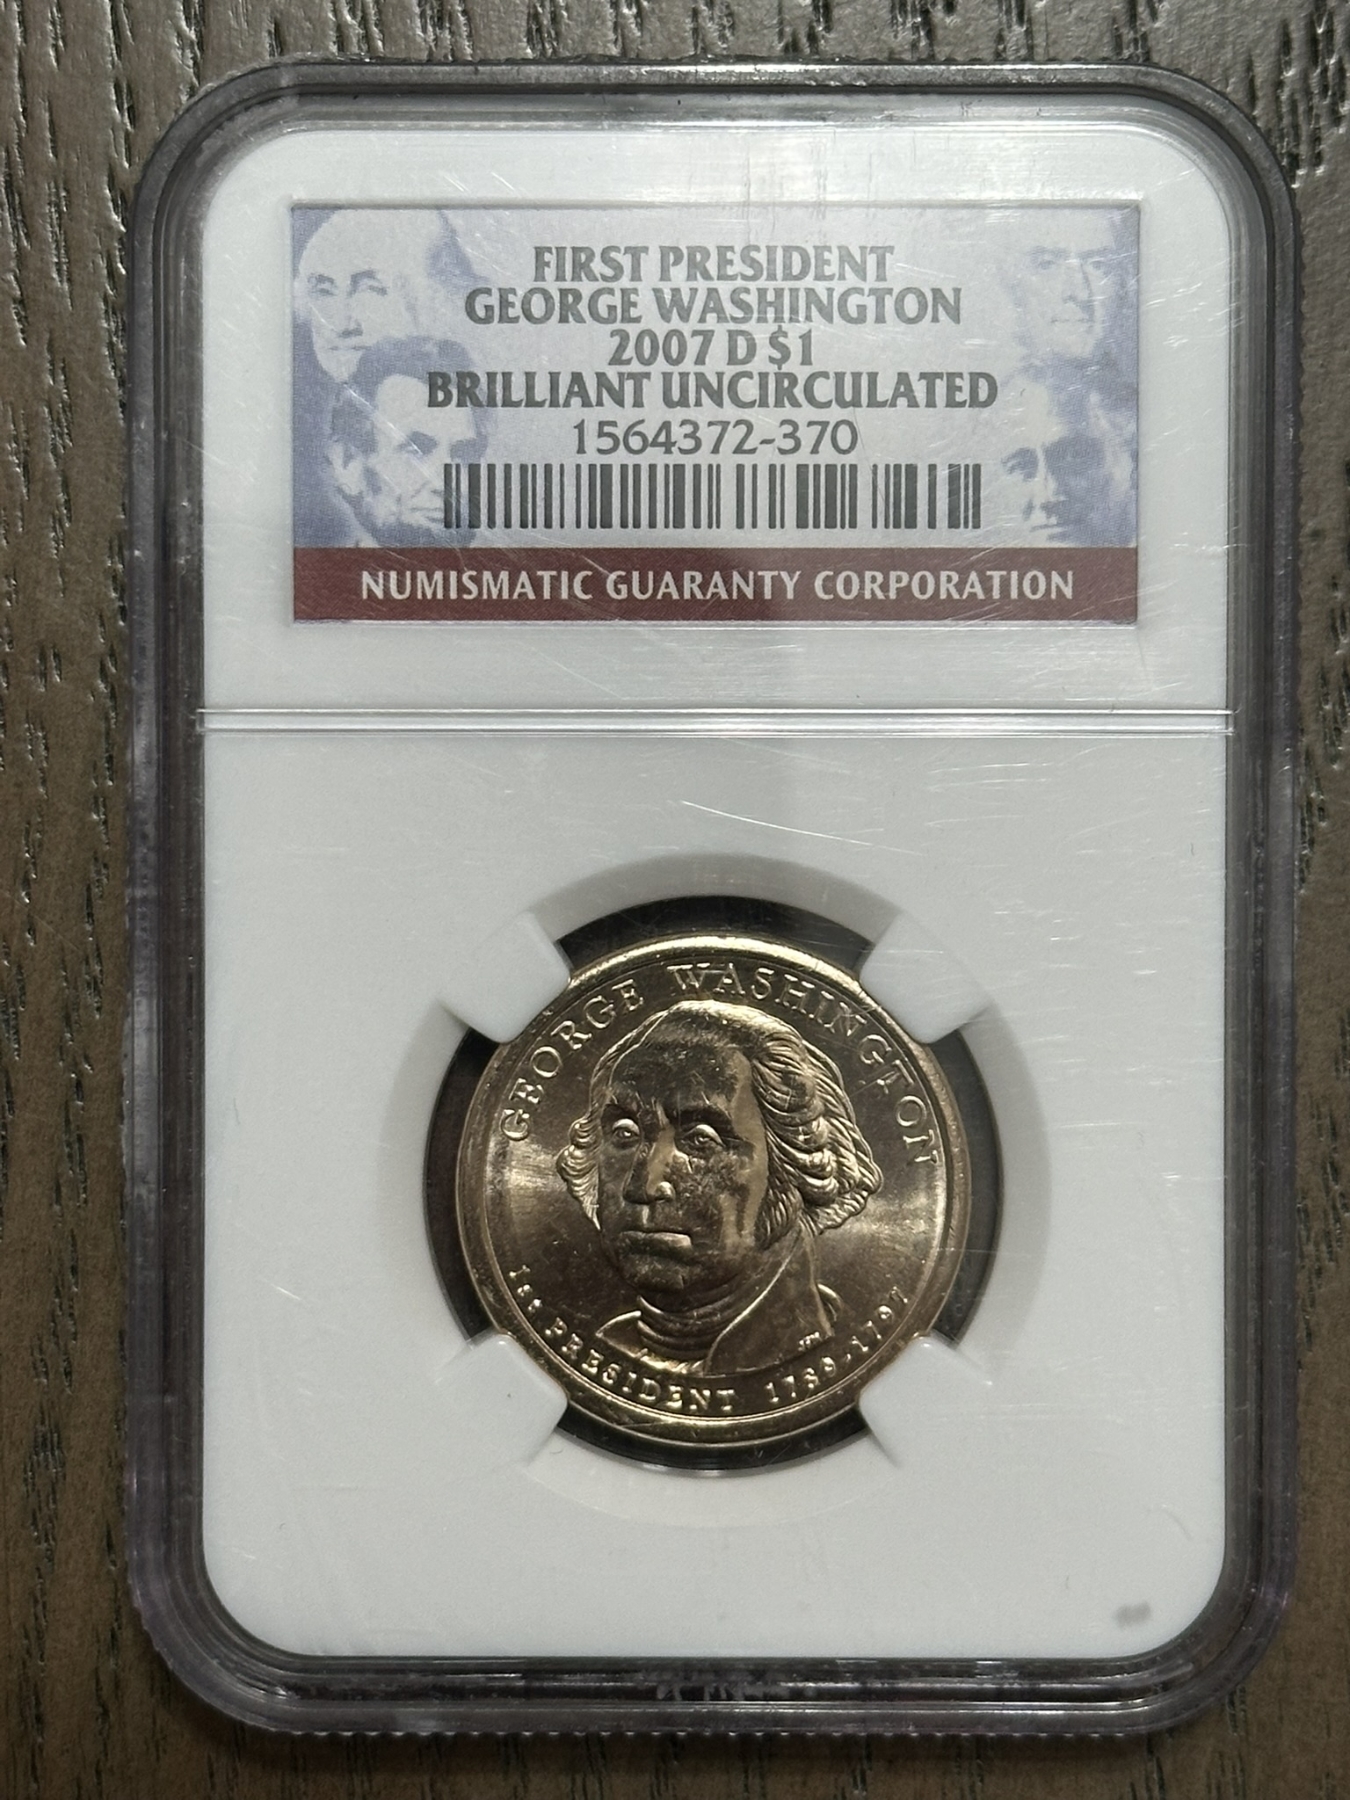 FIRST PRESIDENT
GEORGE WASHINGTON
2007 D $1
BRILLIANT UNCIRCULATED
1564372-370
NUMISMATIC GUARANTY CORPORATION
GEORGE WASHINGTON
1st PRESIDENT 1789-1797